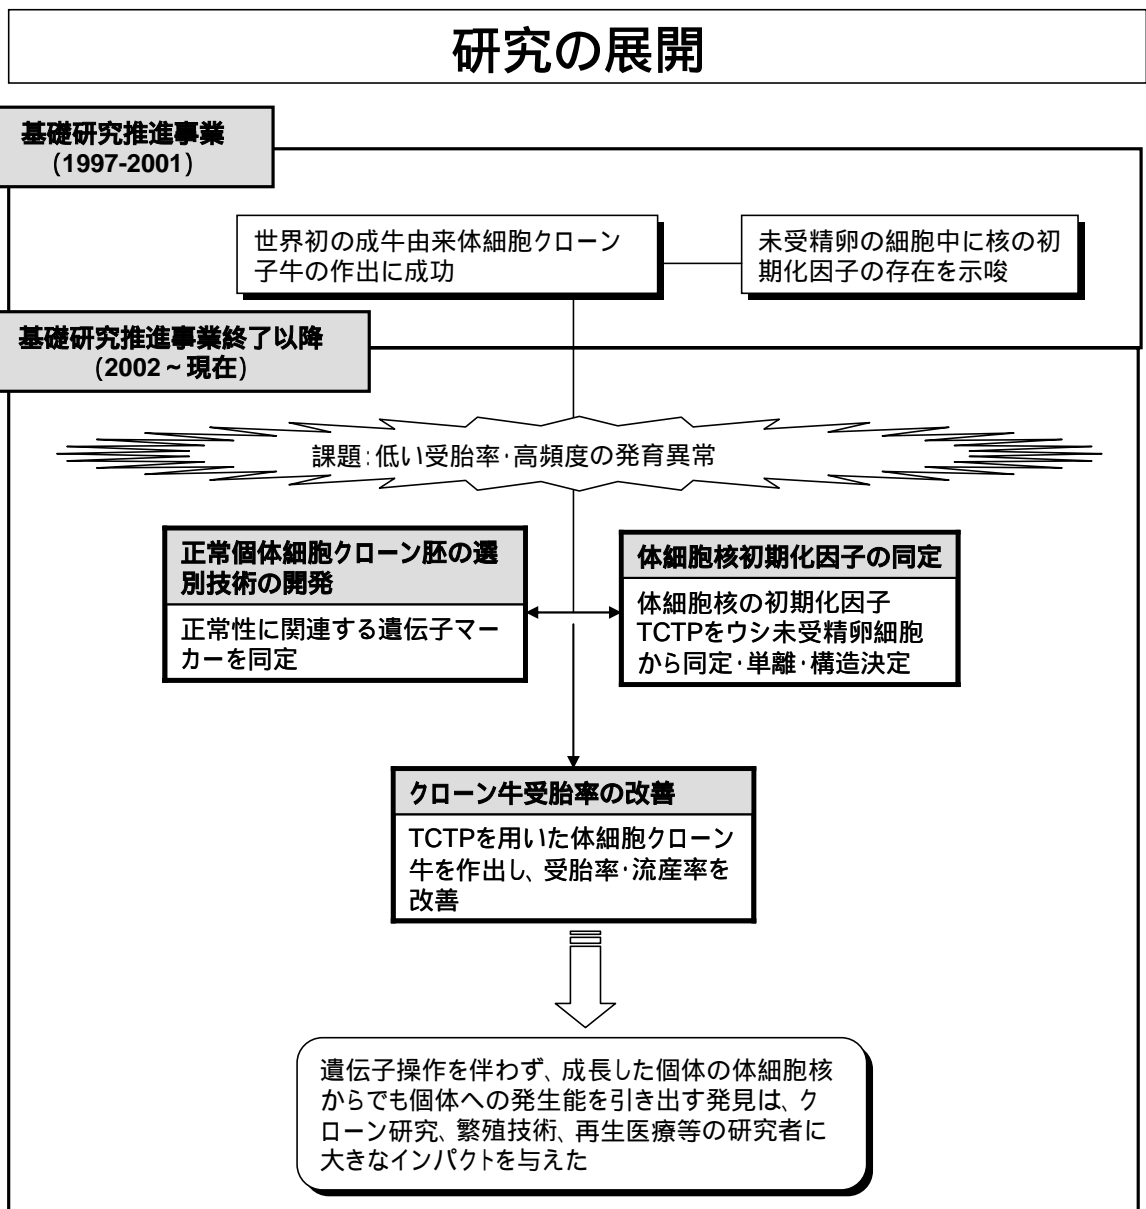 研究の展開
基礎研究推進事業
(1997-2001)
世界初の成牛由来体細胞クローン
子牛の作出に成功
未受精卵の細胞中に核の初
期化因子の存在を示唆
基礎研究推進事業終了以降
(2002～現在)
課題：低い受胎率・高頻度の発育異常
正常個体細胞クローン胚の選
別技術の開発
正常性に関連する遺伝子マー
カーを同定
体細胞核初期化因子の同定
体細胞核の初期化因子
TCTPをウシ未受精卵細胞
から同定・単離・構造決定
クローン牛受胎率の改善
TCTPを用いた体細胞クローン
牛を作出し、受胎率・流産率を
改善
遺伝子操作を伴わず、成長した個体の体細胞核
からでも個体への発生能を引き出す発見は、ク
ローン研究、繁殖技術、再生医療等の研究者に
大きなインパクトを与えた